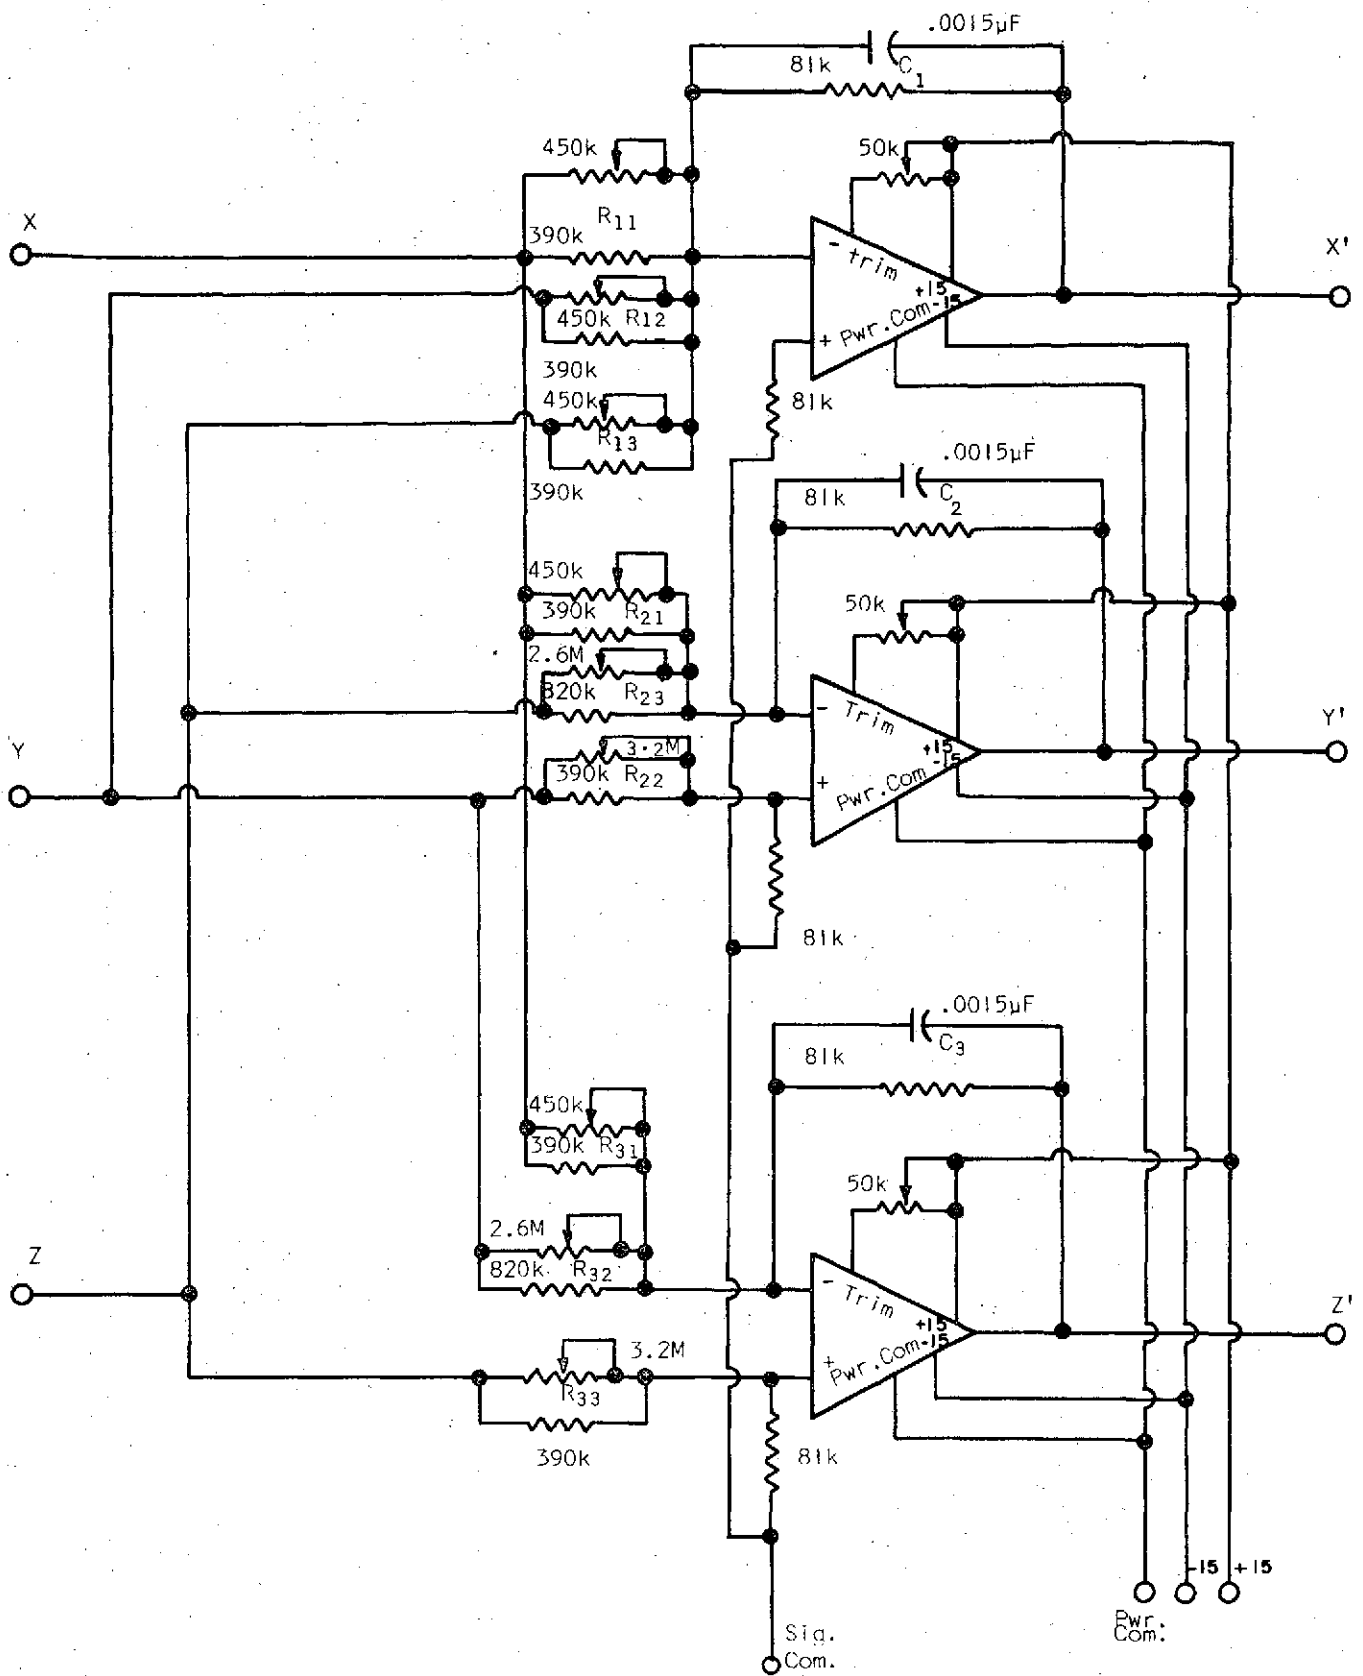 .0015µF
81k
C1
450k
50k
X
R11
390k
- trim
X'
+15
-15
R12
450k
+ Pwr.Com
390k
450k
81k
R13
.0015µF
390k
81k
C2
450k
390k
R21
50k
2.6M
820k
R23
- Trim
Y
3.2M
+15
-15
Y'
390k
R22
+
Pwr.Com
81k
.0015µF
C3
81k
450k
390k
R31
50k
2.6M
Z
820k
R32
- Trim
Z'
+15
-15
3.2M
+
Pwr.Com
R33
390k
81k
-15
+15
Pwr.
Com.
Sig.
Com.